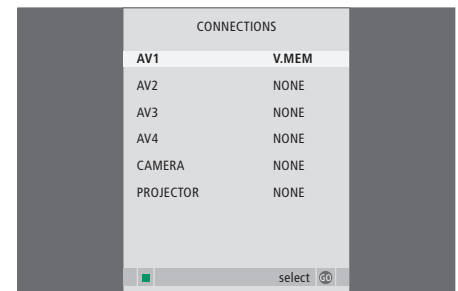 CONNECTIONS
AV1 V.MEM
AV2 NONE
AV3 NONE
AV4 NONE
CAMERA NONE
PROJECTOR NONE
select GO